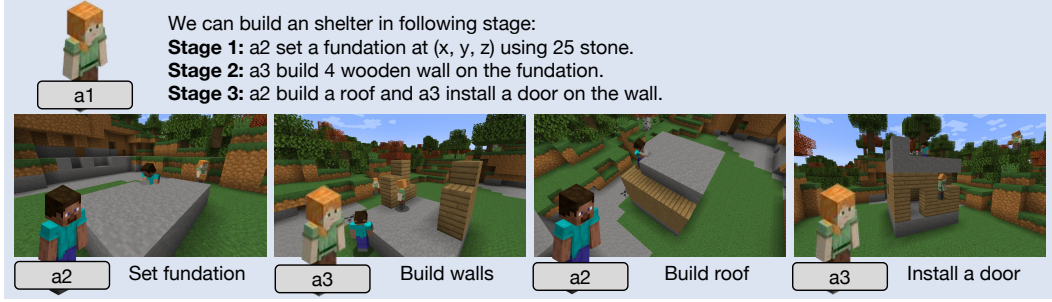 We can build an shelter in following stage:
Stage 1: a2 set a fundation at (x, y, z) using 25 stone.
Stage 2: a3 build 4 wooden wall on the fundation.
Stage 3: a2 build a roof and a3 install a door on the wall.
a1
a2 Set fundation
a3 Build walls
a2 Build roof
a3 Install a door